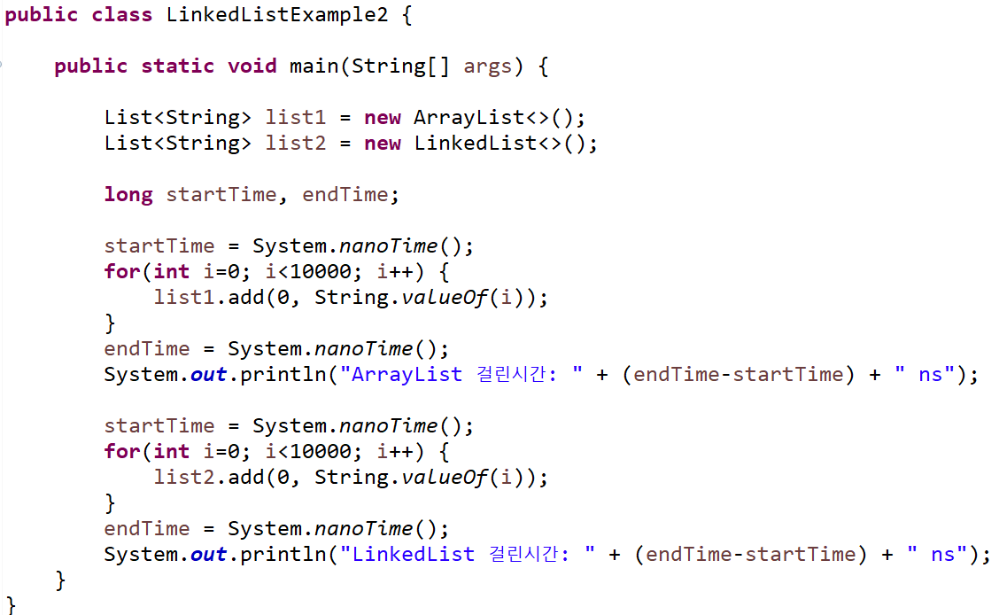 public class LinkedListExample2 {
public static void main(String[] args) {
List<String> list1 = new ArrayList<>();
List<String> list2 = new LinkedList<>();
long startTime, endTime;
startTime = System.nanoTime();
for(int i=0; i<10000; i++) {
list1.add(0, String.valueOf(i));
}
endTime = System.nanoTime();
System.out.println("ArrayList 걸린시간: " + (endTime-startTime) + " ns");
startTime = System.nanoTime();
for(int i=0; i<10000; i++) {
list2.add(0, String.valueOf(i));
}
endTime = System.nanoTime();
System.out.println("LinkedList 걸린시간: " + (endTime-startTime) + " ns");
}
}